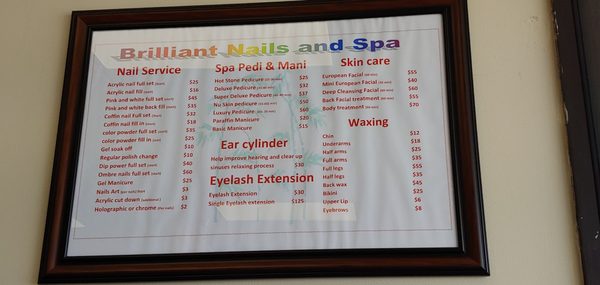 Brilliant Nails and Spa
Nail Service
Acrylic nail full set $25
Acrylic nail fill $16
Pink and white full set $45
Pink and white back fill $35
Coffin nail Full set $32
Coffin nail fill in $18
color powder full set $35
color powder fill in $25
Gel soak off $10
Regular polish change $10
Dip power full set $40
Ombre nails full set $60
Gel Manicure $25
Nails Art $3
Acrylic cut down $3
Holographic or chrome $2
Spa Pedi & Mani
Hot Stone Pedicure $25
Deluxe Pedicure $32
Super Deluxe Pedicure $37
Nu Skin pedicure $50
Luxury Pedicure $60
Paraffin Manicure $20
Basic Manicure $15
Ear cylinder
Help improve hearing and clear up
sinuses relaxing process $30
Eyelash Extension
Eyelash Extension $30
Single Eyelash extension $125
Skin care
European Facial $55
Mini European Facial $40
Deep Cleansing Facial $60
Back Facial treatment $55
Body treatment $70
Waxing
Chin $12
Underarms $18
Half arms $25
Full arms $35
Full legs $55
Half legs $35
Back wax $45
Bikini $25
Upper Lip $6
Eyebrows $8